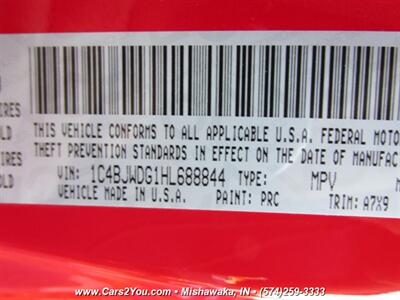 IRES
LD
IRES
OLD
THIS VEHICLE CONFORMS TO ALL APPLICABLE U.S.A. FEDERAL MOTO
THEFT PREVENTION STANDARDS IN EFFECT ON THE DATE OF MANUFAC
VIN: 1C4BJWDG1HL688844 TYPE: MPV
VEHICLE MADE IN U.S.A. PAINT: PRC TRIM: A7X9
www.Cars2You.com • Mishawaka, IN • (574)259-3333